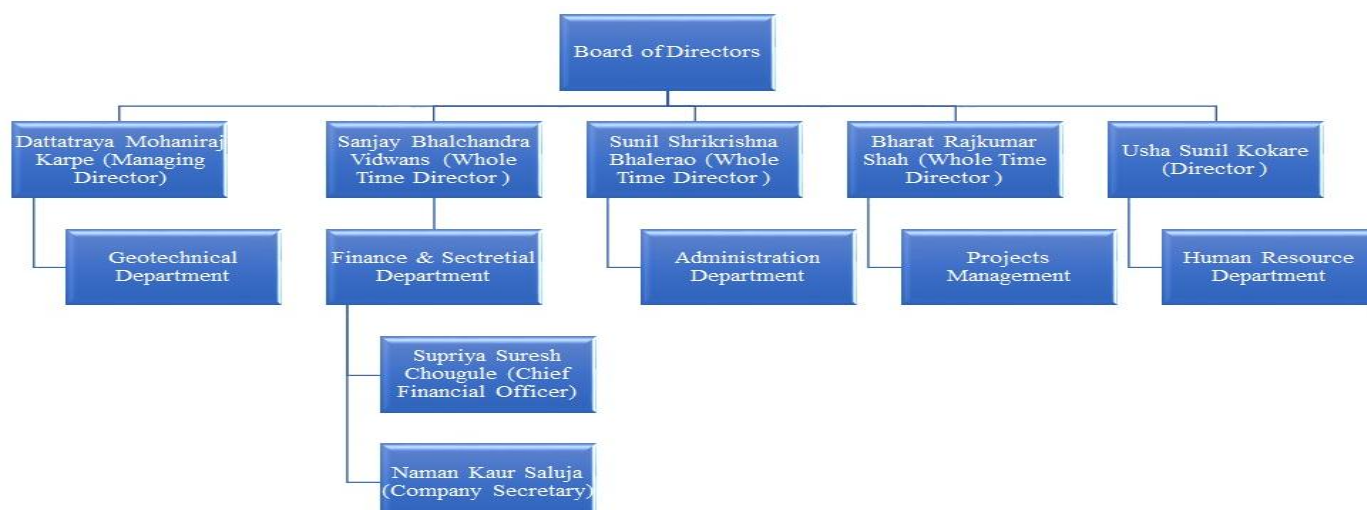 Board of Directors
Dattatraya Mohaniraj
Karpe (Managing
Director)
Sanjay Bhalchandra
Vidwans (Whole
Time Director )
Sunil Shrikrishna
Bhalerao (Whole
Time Director )
Bharat Rajkumar
Shah (Whole Time
Director )
Usha Sunil Kokare
(Director )
Geotechnical
Department
Finance & Sectretial
Department
Administration
Department
Projects
Management
Human Resource
Department
Supriya Suresh
Chougule (Chief
Financial Officer)
Naman Kaur Saluja
(Company Secretary)